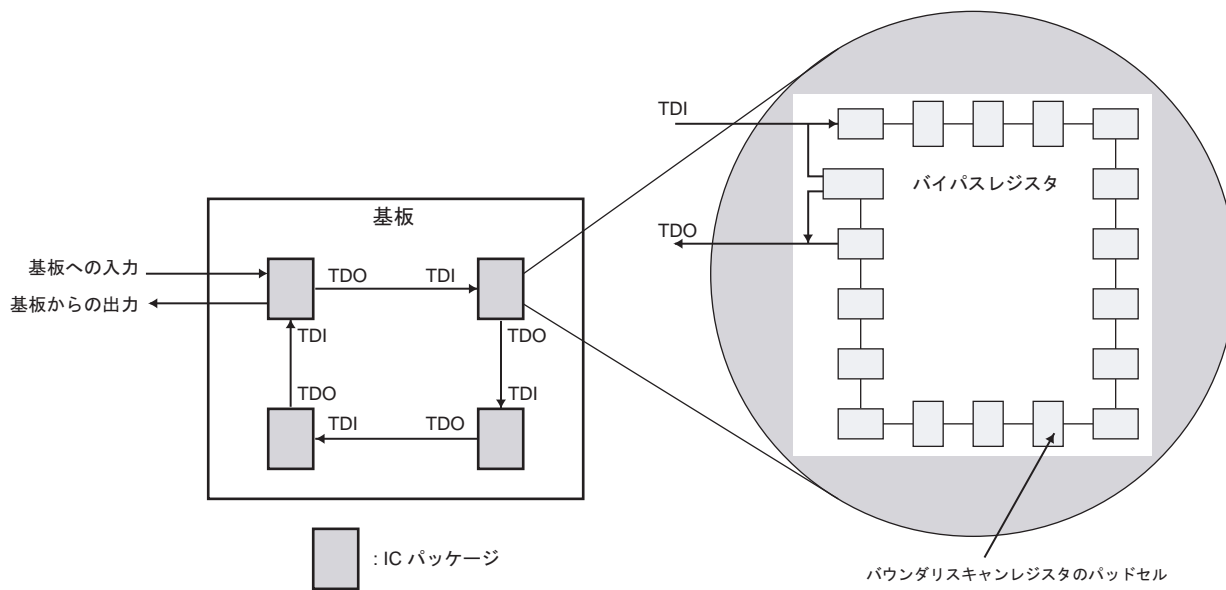 TDI
バイパスレジスタ
TDO
基板
基板への入力
基板からの出力
TDO
TDI
TDI
TDO
TDO
TDI
TDI
TDO
: IC パッケージ
バウンダリスキャンレジスタのパッドセル